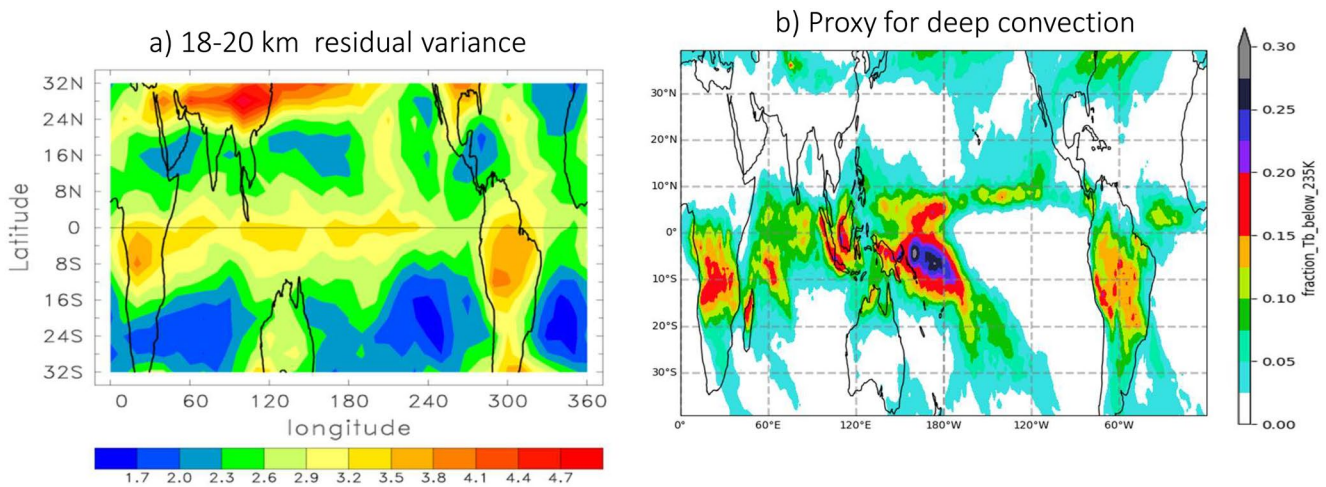 a) 18-20 km residual variance
32N
24N
16N
8N
0
8S
16S
24S
32S
Latitude
0 60 120 180 240 300 360
longitude
1.7 2.0 2.3 2.6 2.9 3.2 3.5 3.8 4.1 4.4 4.7
b) Proxy for deep convection
30°N
20°N
10°N
0°
10°S
20°S
30°S
0° 60°E 120°E 180° 120°W 60°W
0.30
0.25
0.20
0.15
0.10
0.05
0.00
fraction_Tb_below_235K